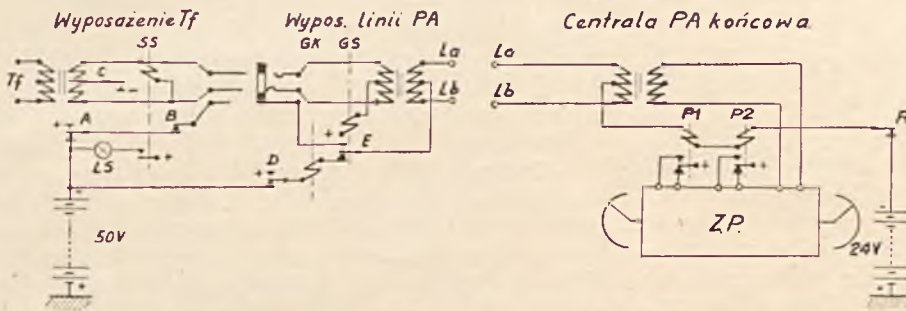 Wyposażenie Tf
Wypos. linii PA
Centrala PA końcowa
SS
GK GS
La
La
Tf
C
+-
Lb
Lb
P1 P2
A
B
+
E
R
LS
+
D
+
+
+
Z.P.
50V
24V
+
+